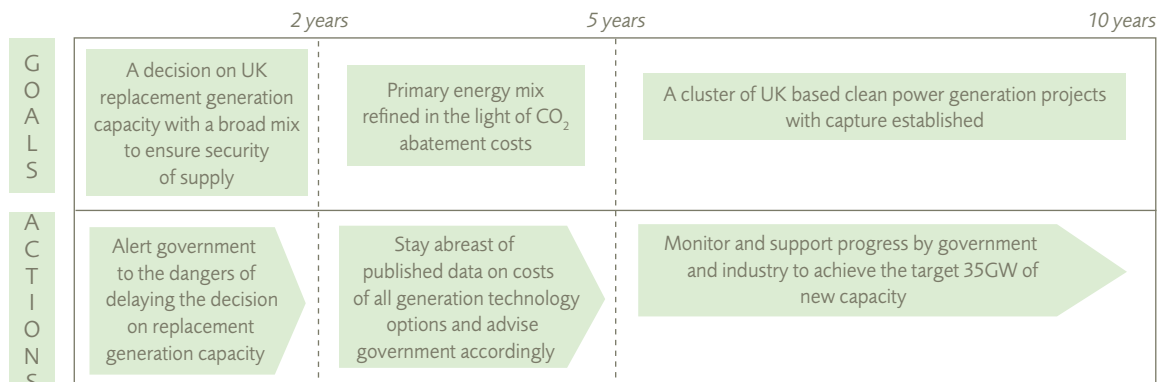 2 years
5 years
10 years
GOALS
A decision on UK
replacement generation
capacity with a broad mix
to ensure security
of supply
Primary energy mix
refined in the light of CO₂
abatement costs
A cluster of UK based clean power generation projects
with capture established
ACTIONS
Alert government
to the dangers of
delaying the decision
on replacement
generation capacity
Stay abreast of
published data on costs
of all generation technology
options and advise
government accordingly
Monitor and support progress by government
and industry to achieve the target 35GW of
new capacity